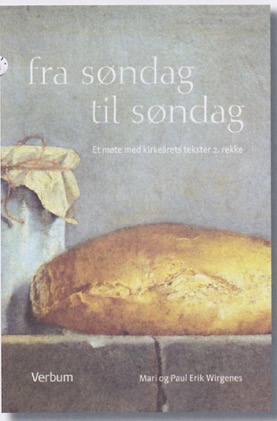 fra søndag
til søndag
Et møte med kirkeårets tekster 2. rekke
Verbum
Mari og Paul Erik Wirgenes